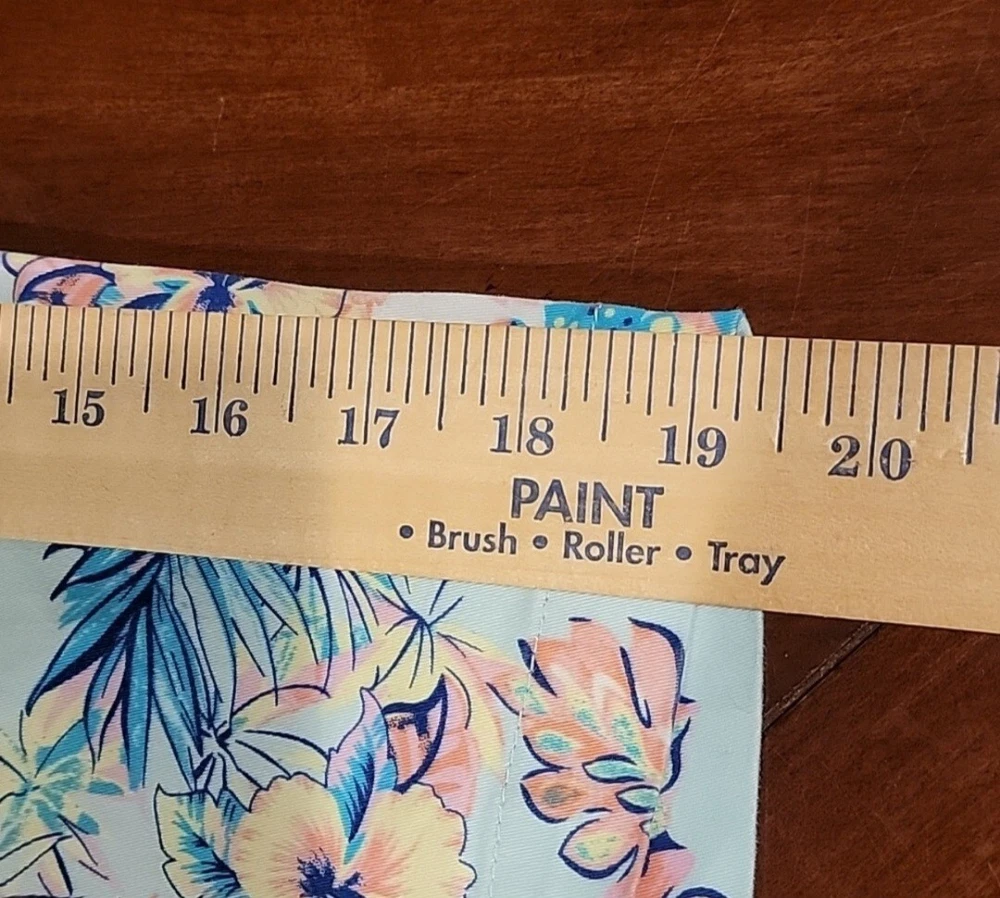 15 16 17 18 19 20
PAINT
• Brush • Roller • Tray